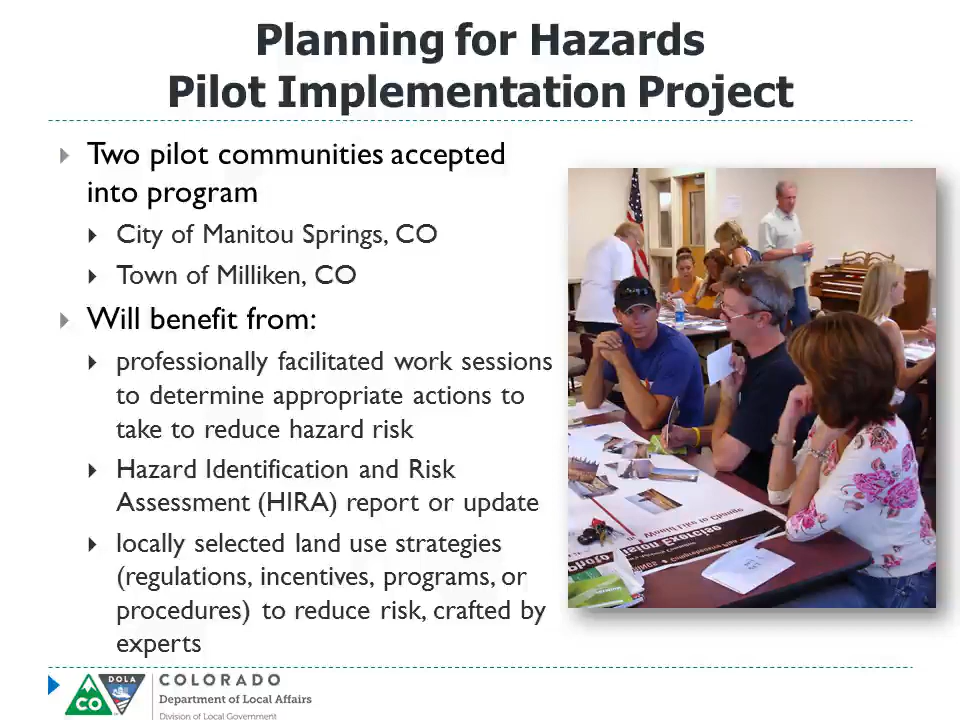 Planning for Hazards
Pilot Implementation Project
Two pilot communities accepted
into program
City of Manitou Springs, CO
Town of Milliken, CO
Will benefit from:
professionally facilitated work sessions
to determine appropriate actions to
take to reduce hazard risk
Hazard Identification and Risk
Assessment (HIRA) report or update
locally selected land use strategies
(regulations, incentives, programs, or
procedures) to reduce risk, crafted by
experts
CO
DOLA
COLORADO
Department of Local Affairs
Division of Local Government